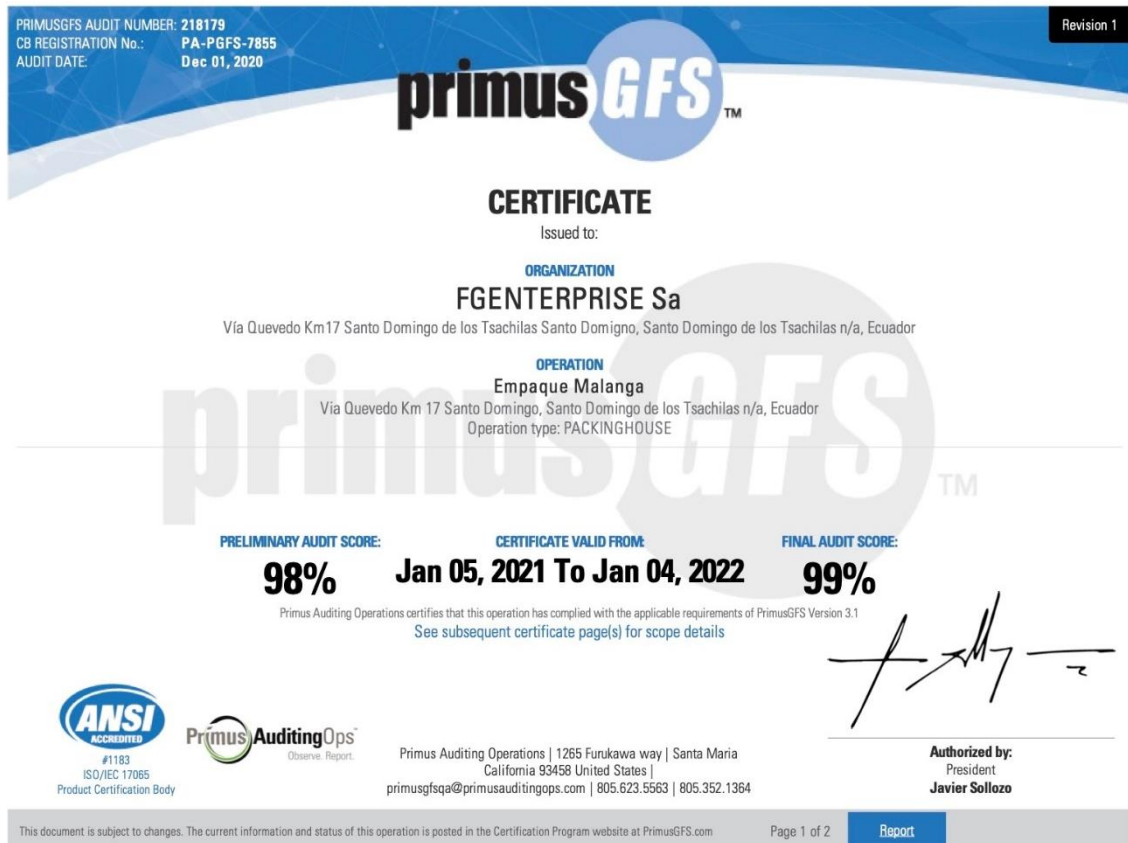 PRIMUSGFS AUDIT NUMBER: 218179
CB REGISTRATION No.: PA-PGFS-7855
AUDIT DATE: Dec 01, 2020
Revision 1
primusGFS™
CERTIFICATE
Issued to:
ORGANIZATION
FGENTERPRISE Sa
Vía Quevedo Km17 Santo Domingo de los Tsachilas Santo Domigno, Santo Domingo de los Tsachilas n/a, Ecuador
OPERATION
Empaque Malanga
Via Quevedo Km 17 Santo Domingo, Santo Domingo de los Tsachilas n/a, Ecuador
Operation type: PACKINGHOUSE
primusGFS™
PRELIMINARY AUDIT SCORE:
98%
CERTIFICATE VALID FROM:
Jan 05, 2021 To Jan 04, 2022
FINAL AUDIT SCORE:
99%
Primus Auditing Operations certifies that this operation has complied with the applicable requirements of PrimusGFS Version 3.1
See subsequent certificate page(s) for scope details
ANSI
ACCREDITED
#1183
ISO/IEC 17065
Product Certification Body
PrimusAuditingOps™
Observe. Report.
Primus Auditing Operations | 1265 Furukawa way | Santa Maria
California 93458 United States |
primusgfsqa@primusauditingops.com | 805.623.5563 | 805.352.1364
Authorized by:
President
Javier Sollozo
This document is subject to changes. The current information and status of this operation is posted in the Certification Program website at PrimusGFS.com
Page 1 of 2
Report